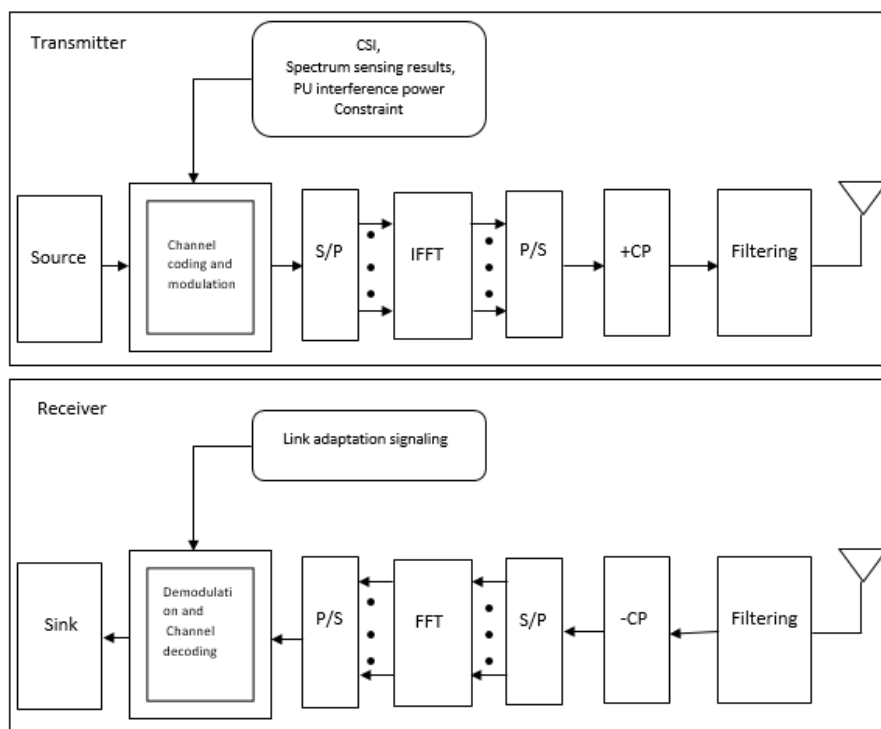 Transmitter
CSI,
Spectrum sensing results,
PU interference power
Constraint
Source
Channel
coding and
modulation
S/P
IFFT
P/S
+CP
Filtering
Receiver
Link adaptation signaling
Sink
Demodulati
on and
Channel
decoding
P/S
FFT
S/P
-CP
Filtering